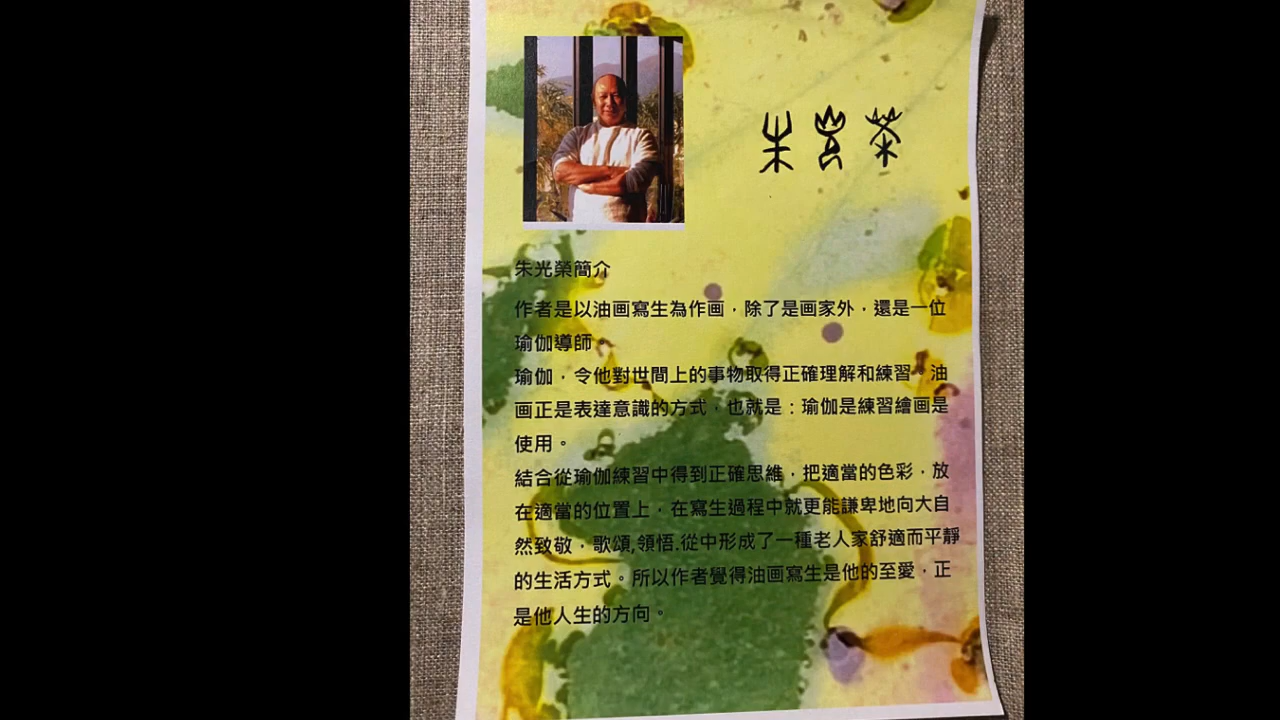 朱光榮
朱光榮簡介
作者是以油画寫生為作画，除了是画家外，還是一位
瑜伽導師。
瑜伽，令他對世間上的事物取得正確理解和練習。油
画正是表達意識的方式，也就是：瑜伽是練習繪画是
使用。
結合從瑜伽練習中得到正確思維，把適當的色彩，放
在適當的位置上，在寫生過程中就更能謙卑地向大自
然致敬，歌頌,領悟.從中形成了一種老人家舒適而平靜
的生活方式。所以作者覺得油画寫生是他的至愛，正
是他人生的方向。